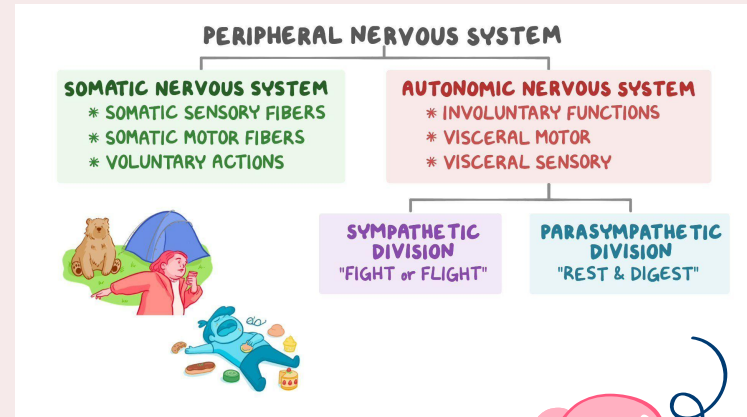 PERIPHERAL NERVOUS SYSTEM
SOMATIC NERVOUS SYSTEM
* SOMATIC SENSORY FIBERS
* SOMATIC MOTOR FIBERS
* VOLUNTARY ACTIONS
AUTONOMIC NERVOUS SYSTEM
* INVOLUNTARY FUNCTIONS
* VISCERAL MOTOR
* VISCERAL SENSORY
SYMPATHETIC
DIVISION
"FIGHT or FLIGHT"
PARASYMPATHETIC
DIVISION
"REST & DIGEST"